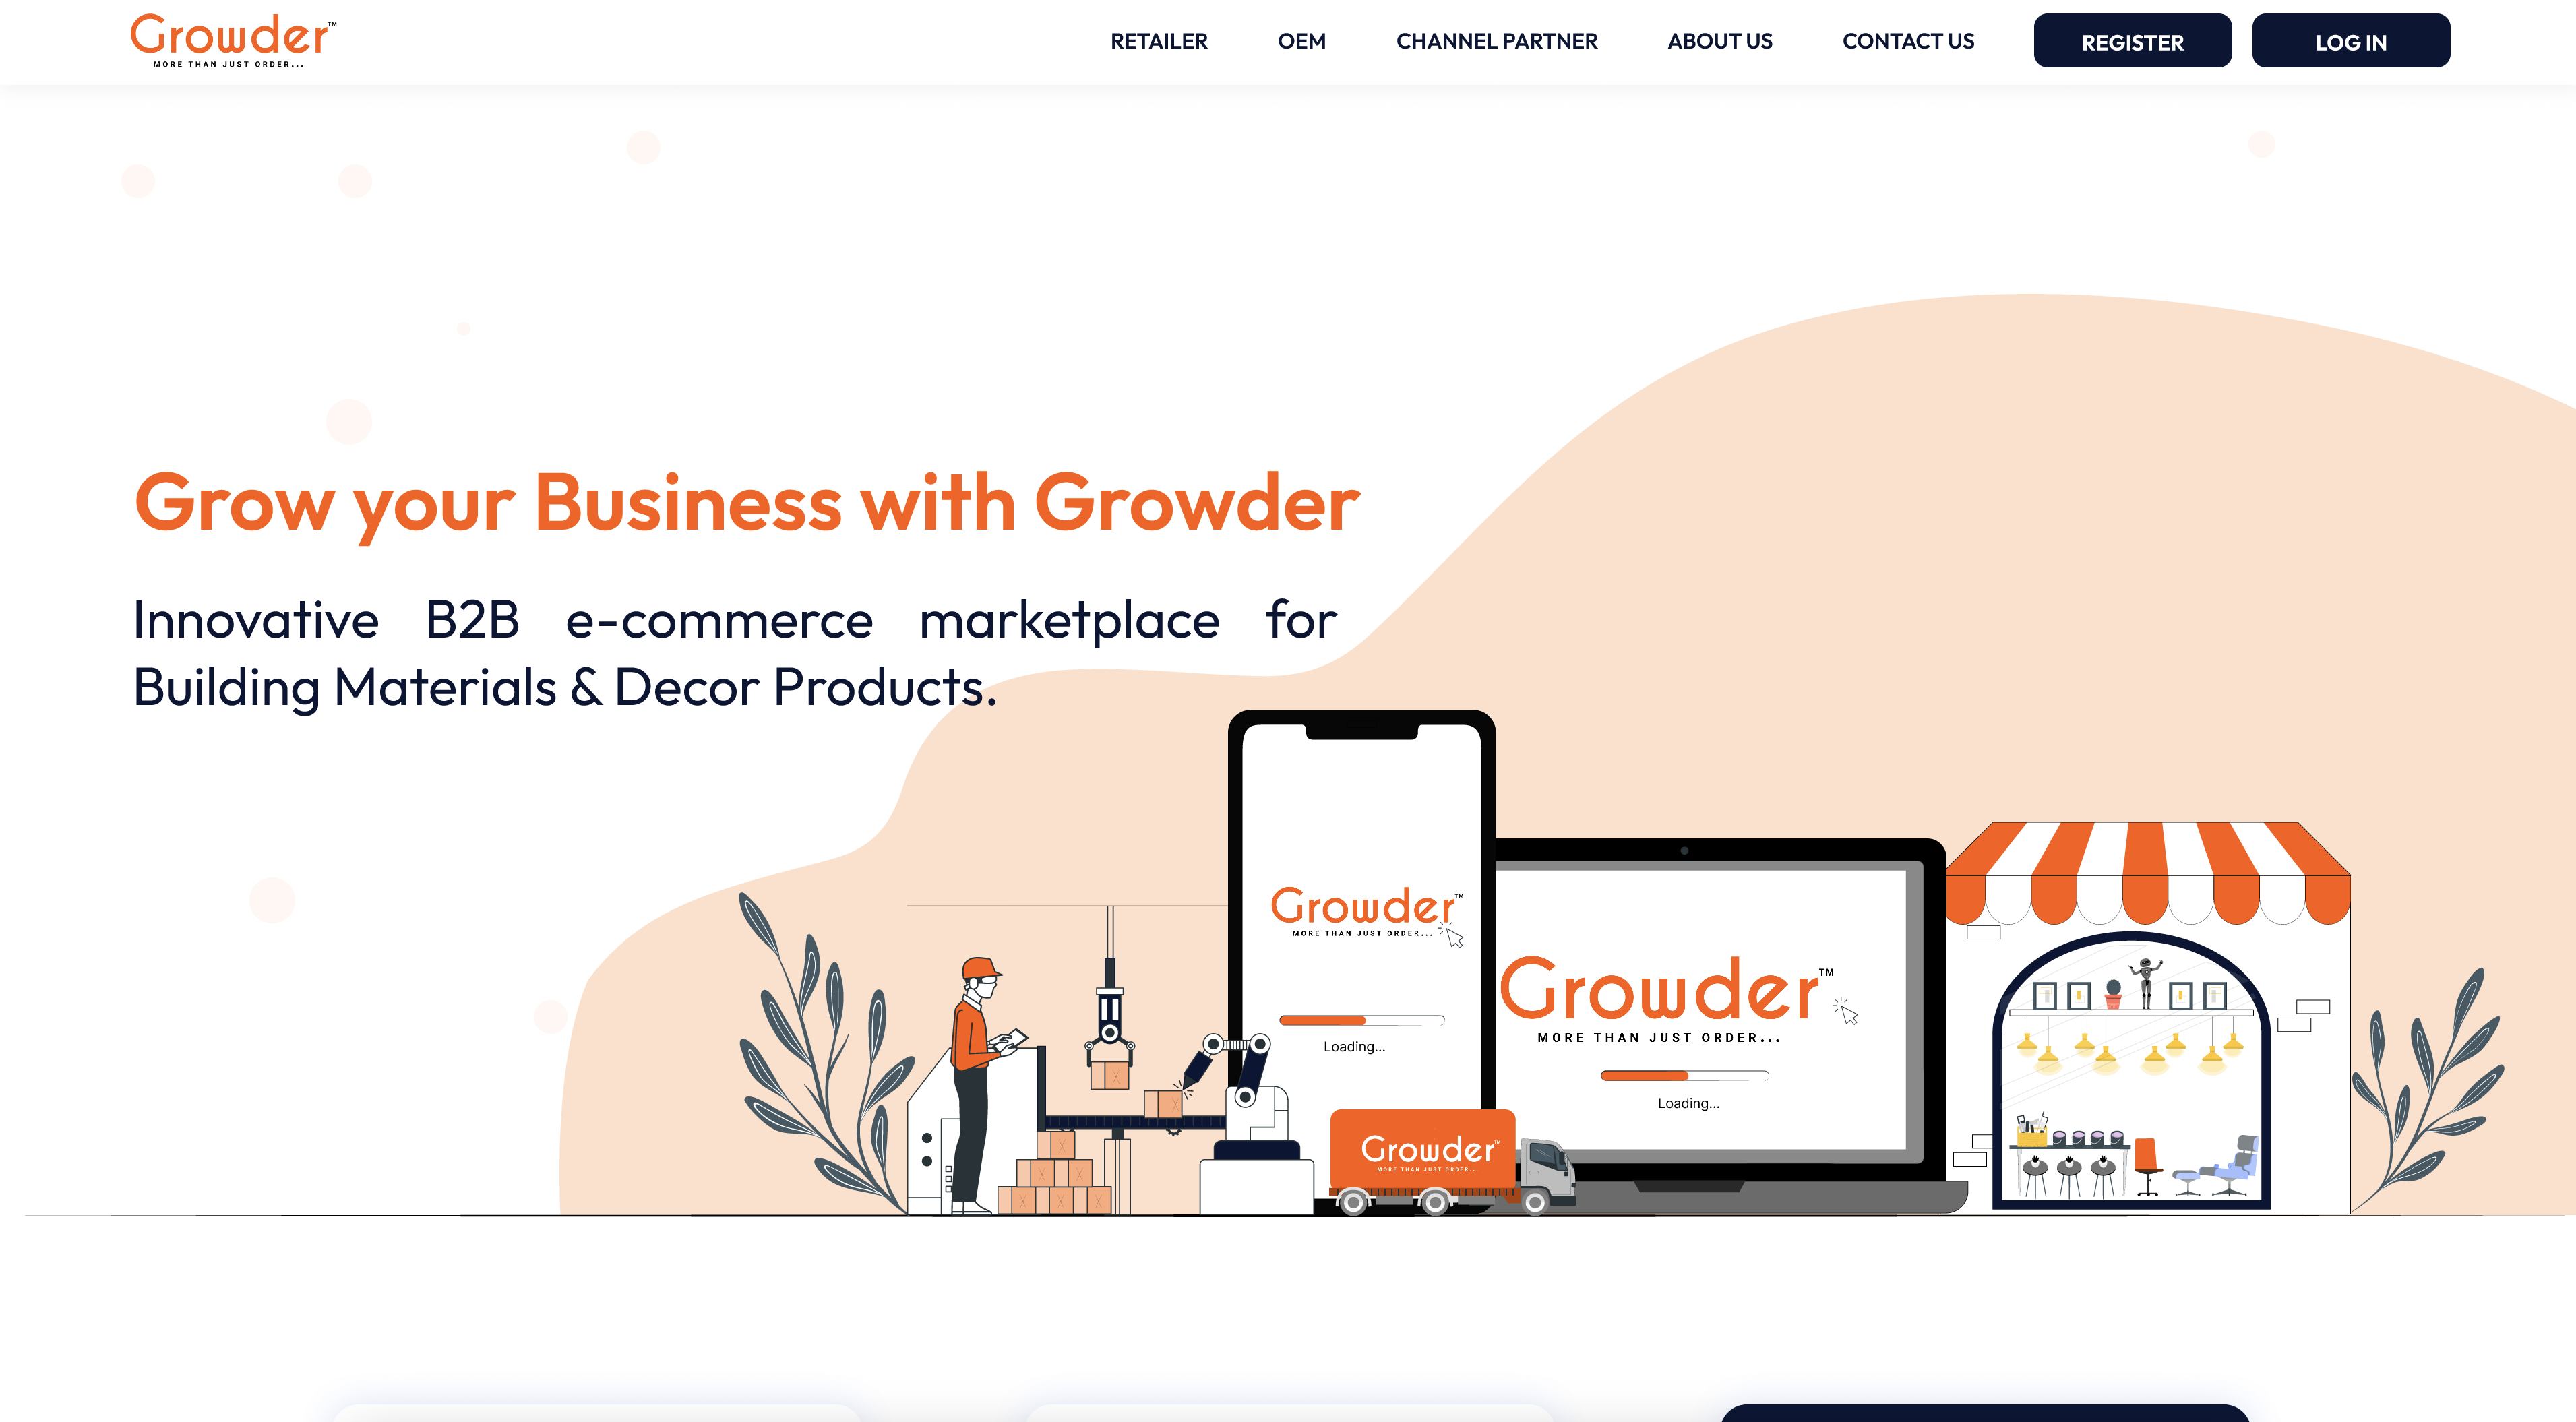 Growder™
MORE THAN JUST ORDER...
RETAILER
OEM
CHANNEL PARTNER
ABOUT US
CONTACT US
REGISTER
LOG IN
Grow your Business with Growder
Innovative B2B e-commerce marketplace for
Building Materials & Decor Products.
Growder™
MORE THAN JUST ORDER...
Loading...
Growder™
MORE THAN JUST ORDER...
Loading...
Growder™
MORE THAN JUST ORDER...